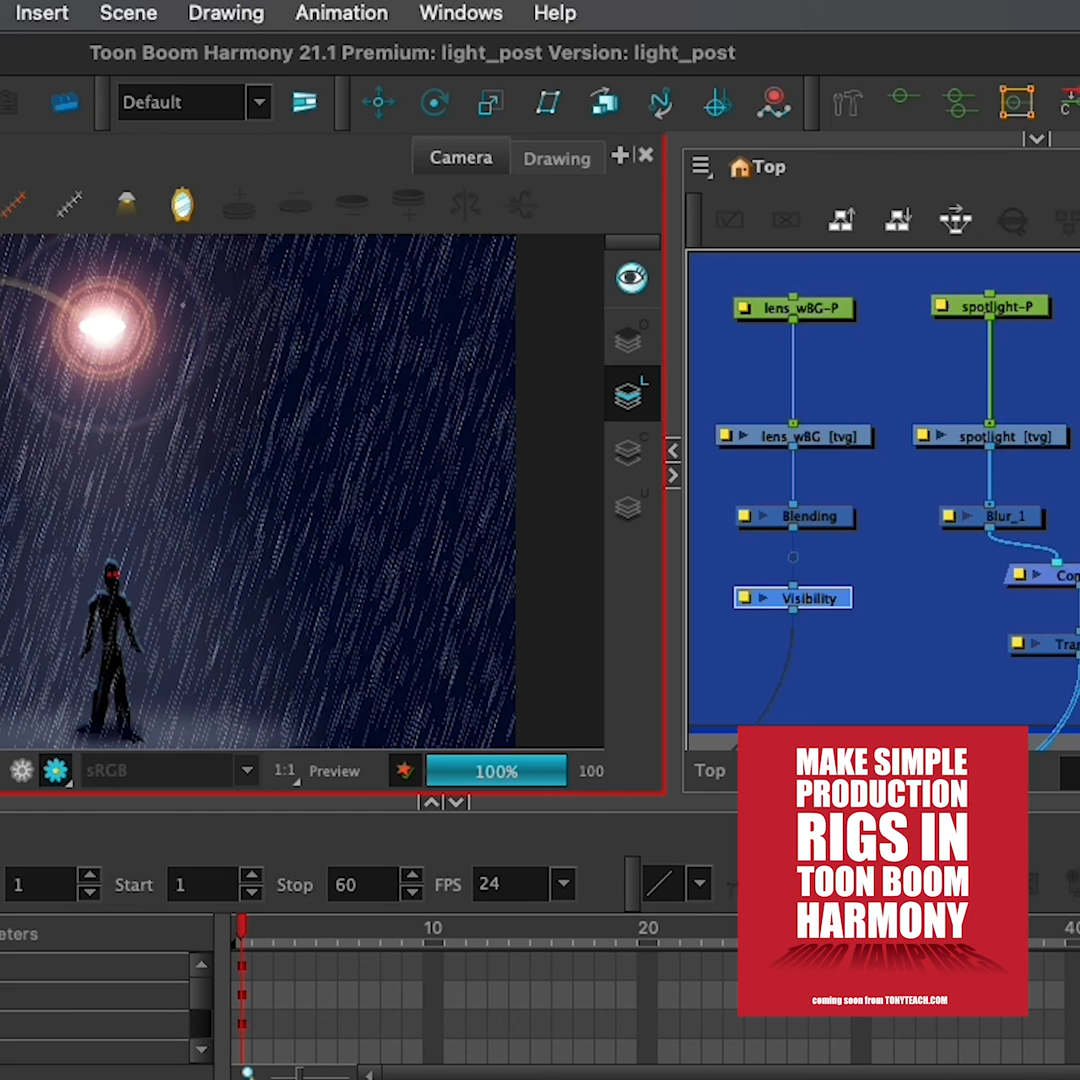 Insert Scene Drawing Animation Windows Help
Toon Boom Harmony 21.1 Premium: light_post Version: light_post
Default
Camera Drawing
Top
lens_wBG-P spotlight-P
lens_wBG [tvg] spotlight [tvg]
Blending Blur_1
Visibility
O
L
C
U
sRGB 1:1 Preview 100% 100
Top
1 Start 1 Stop 60 FPS 24
10 20
MAKE SIMPLE
PRODUCTION
RIGS IN
TOON BOOM
HARMONY
TOOD VAMPIRES
coming soon from TONYTEACH.COM